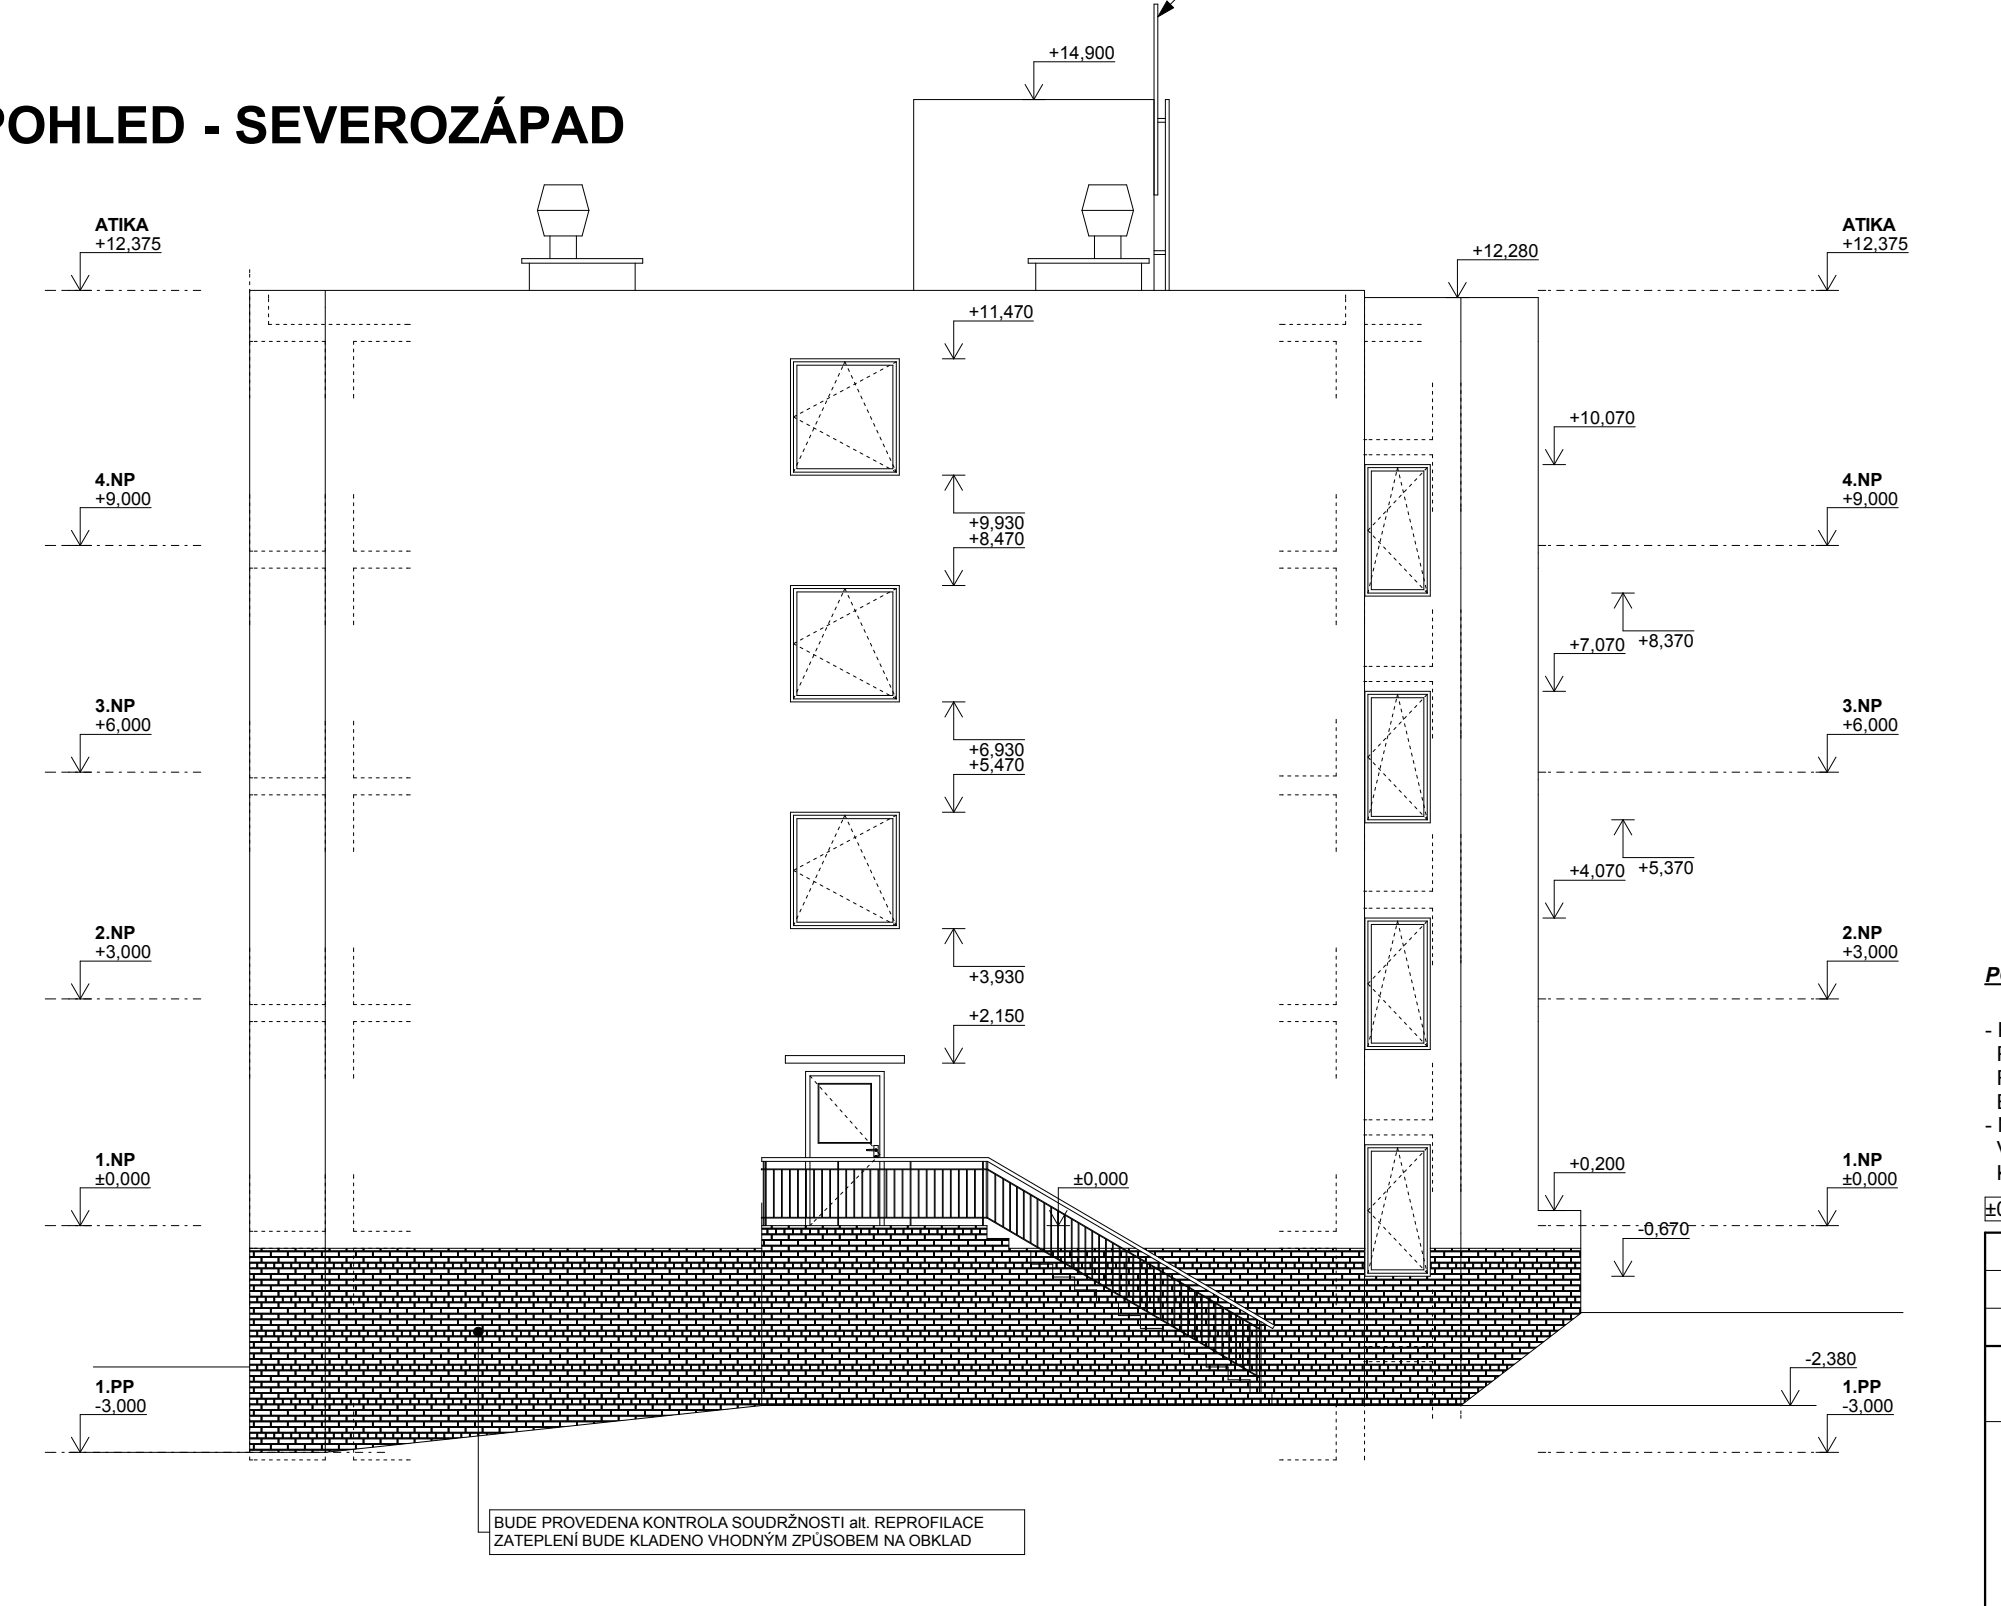 +14,900
POHLED - SEVEROZÁPAD
ATIKA
+12,375
ATIKA
+12,375
+12,280
+11,470
+10,070
4.NP
+9,000
4.NP
+9,000
+9,930
+8,470
+8,370
+7,070
3.NP
+6,000
3.NP
+6,000
+6,930
+5,470
+5,370
+4,070
2.NP
+3,000
2.NP
+3,000
+3,930
+2,150
1.NP
±0,000
±0,000
+0,200
1.NP
±0,000
-0,670
-2,380
1.PP
-3,000
1.PP
-3,000
BUDE PROVEDENA KONTROLA SOUDRŽNOSTI alt. REPROFILACE
ZATEPLENÍ BUDE KLADENO VHODNÝM ZPŮSOBEM NA OBKLAD